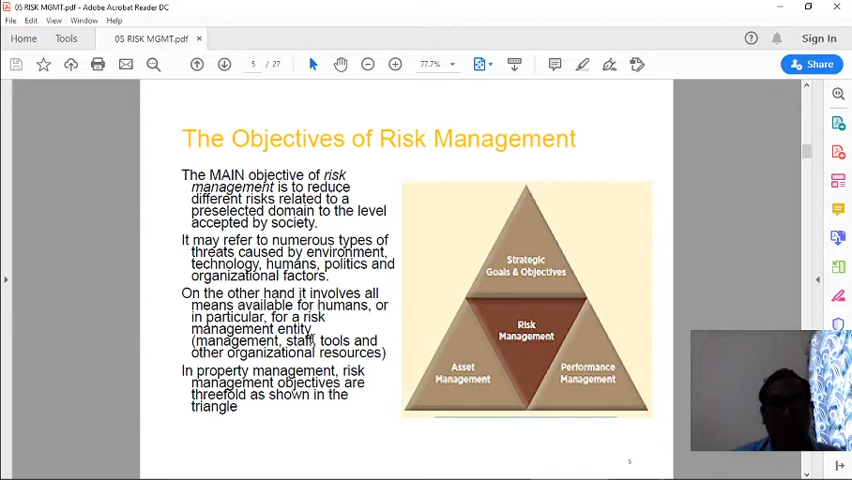 05 RISK MGMT.pdf - Adobe Acrobat Reader DC
File Edit View Window Help
Home Tools 05 RISK MGMT.pdf × Sign In
5 / 27 77.7% Share
The Objectives of Risk Management
The MAIN objective of risk
management is to reduce
different risks related to a
preselected domain to the level
accepted by society.
It may refer to numerous types of
threats caused by environment,
technology, humans, politics and
organizational factors.
On the other hand it involves all
means available for humans, or
in particular, for a risk
management entity
(management, staff, tools and
other organizational resources)
In property management, risk
management objectives are
threefold as shown in the
triangle
Strategic
Goals & Objectives
Risk
Management
Asset
Management
Performance
Management
5